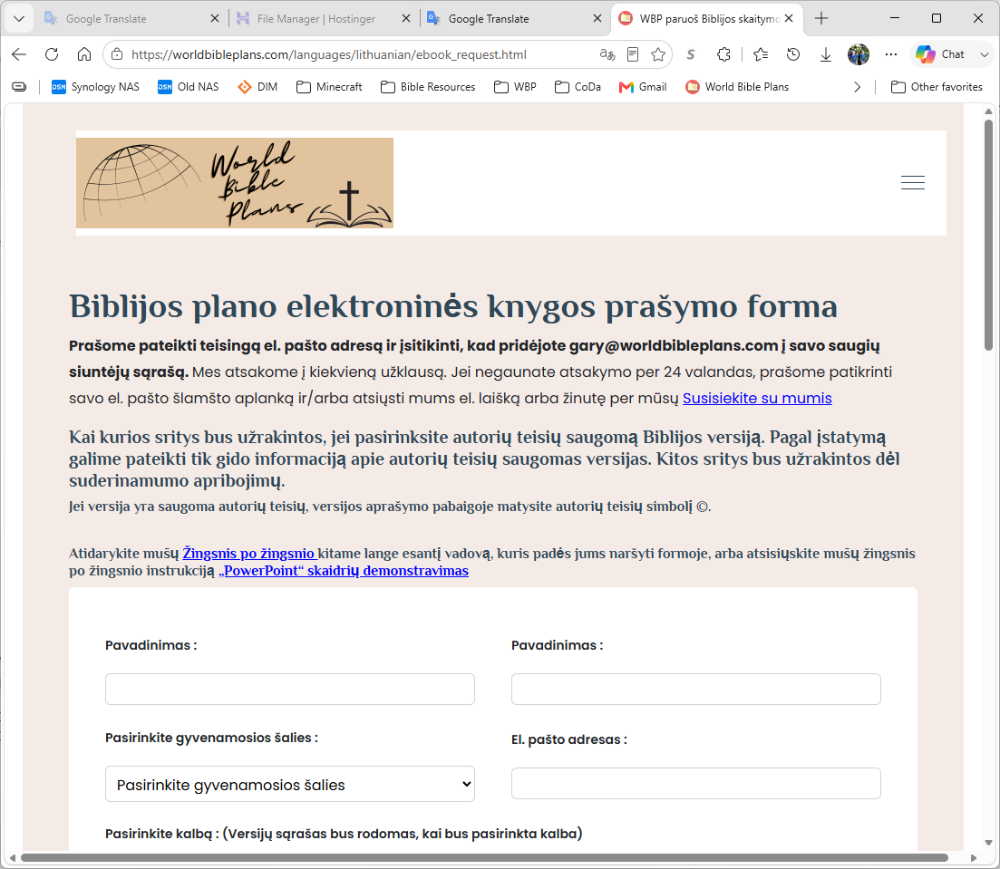 Google Translate
File Manager | Hostinger
Google Translate
WBP paruoš Biblijos skaitymo
https://worldbibleplans.com/languages/lithuanian/ebook_request.html
Chat
Synology NAS
Old NAS
DIM
Minecraft
Bible Resources
WBP
CoDa
Gmail
World Bible Plans
Other favorites
World
Bible
Plans
Biblijos plano elektroninės knygos prašymo forma
Prašome pateikti teisingą el. pašto adresą ir įsitikinti, kad pridėjote gary@worldbibleplans.com į savo saugių
siuntėjų sąrašą. Mes atsakome į kiekvieną užklausą. Jei negaunate atsakymo per 24 valandas, prašome patikrinti
savo el. pašto šlamšto aplanką ir/arba atsiųsti mums el. laišką arba žinutę per mūsų Susisiekite su mumis
Kai kurios sritys bus užrakintos, jei pasirinksite autorių teisių saugomą Biblijos versiją. Pagal įstatymą
galime pateikti tik gido informaciją apie autorių teisių saugomas versijas. Kitos sritys bus užrakintos dėl
suderinamumo apribojimų.
Jei versija yra saugoma autorių teisių, versijos aprašymo pabaigoje matysite autorių teisių simbolį ©.
Atidarykite mušų Žingsnis po žingsnio kitame lange esantį vadovą, kuris padės jums naršyti formoje, arba atsisiųskite mušų žingsnis
po žingsnio instrukciją „PowerPoint“ skaidrių demonstravimas
Pavadinimas :
Pavadinimas :
Pasirinkite gyvenamosios šalies :
El. pašto adresas :
Pasirinkite gyvenamosios šalies
Pasirinkite kalbą : (Versijų sąrašas bus rodomas, kai bus pasirinkta kalba)